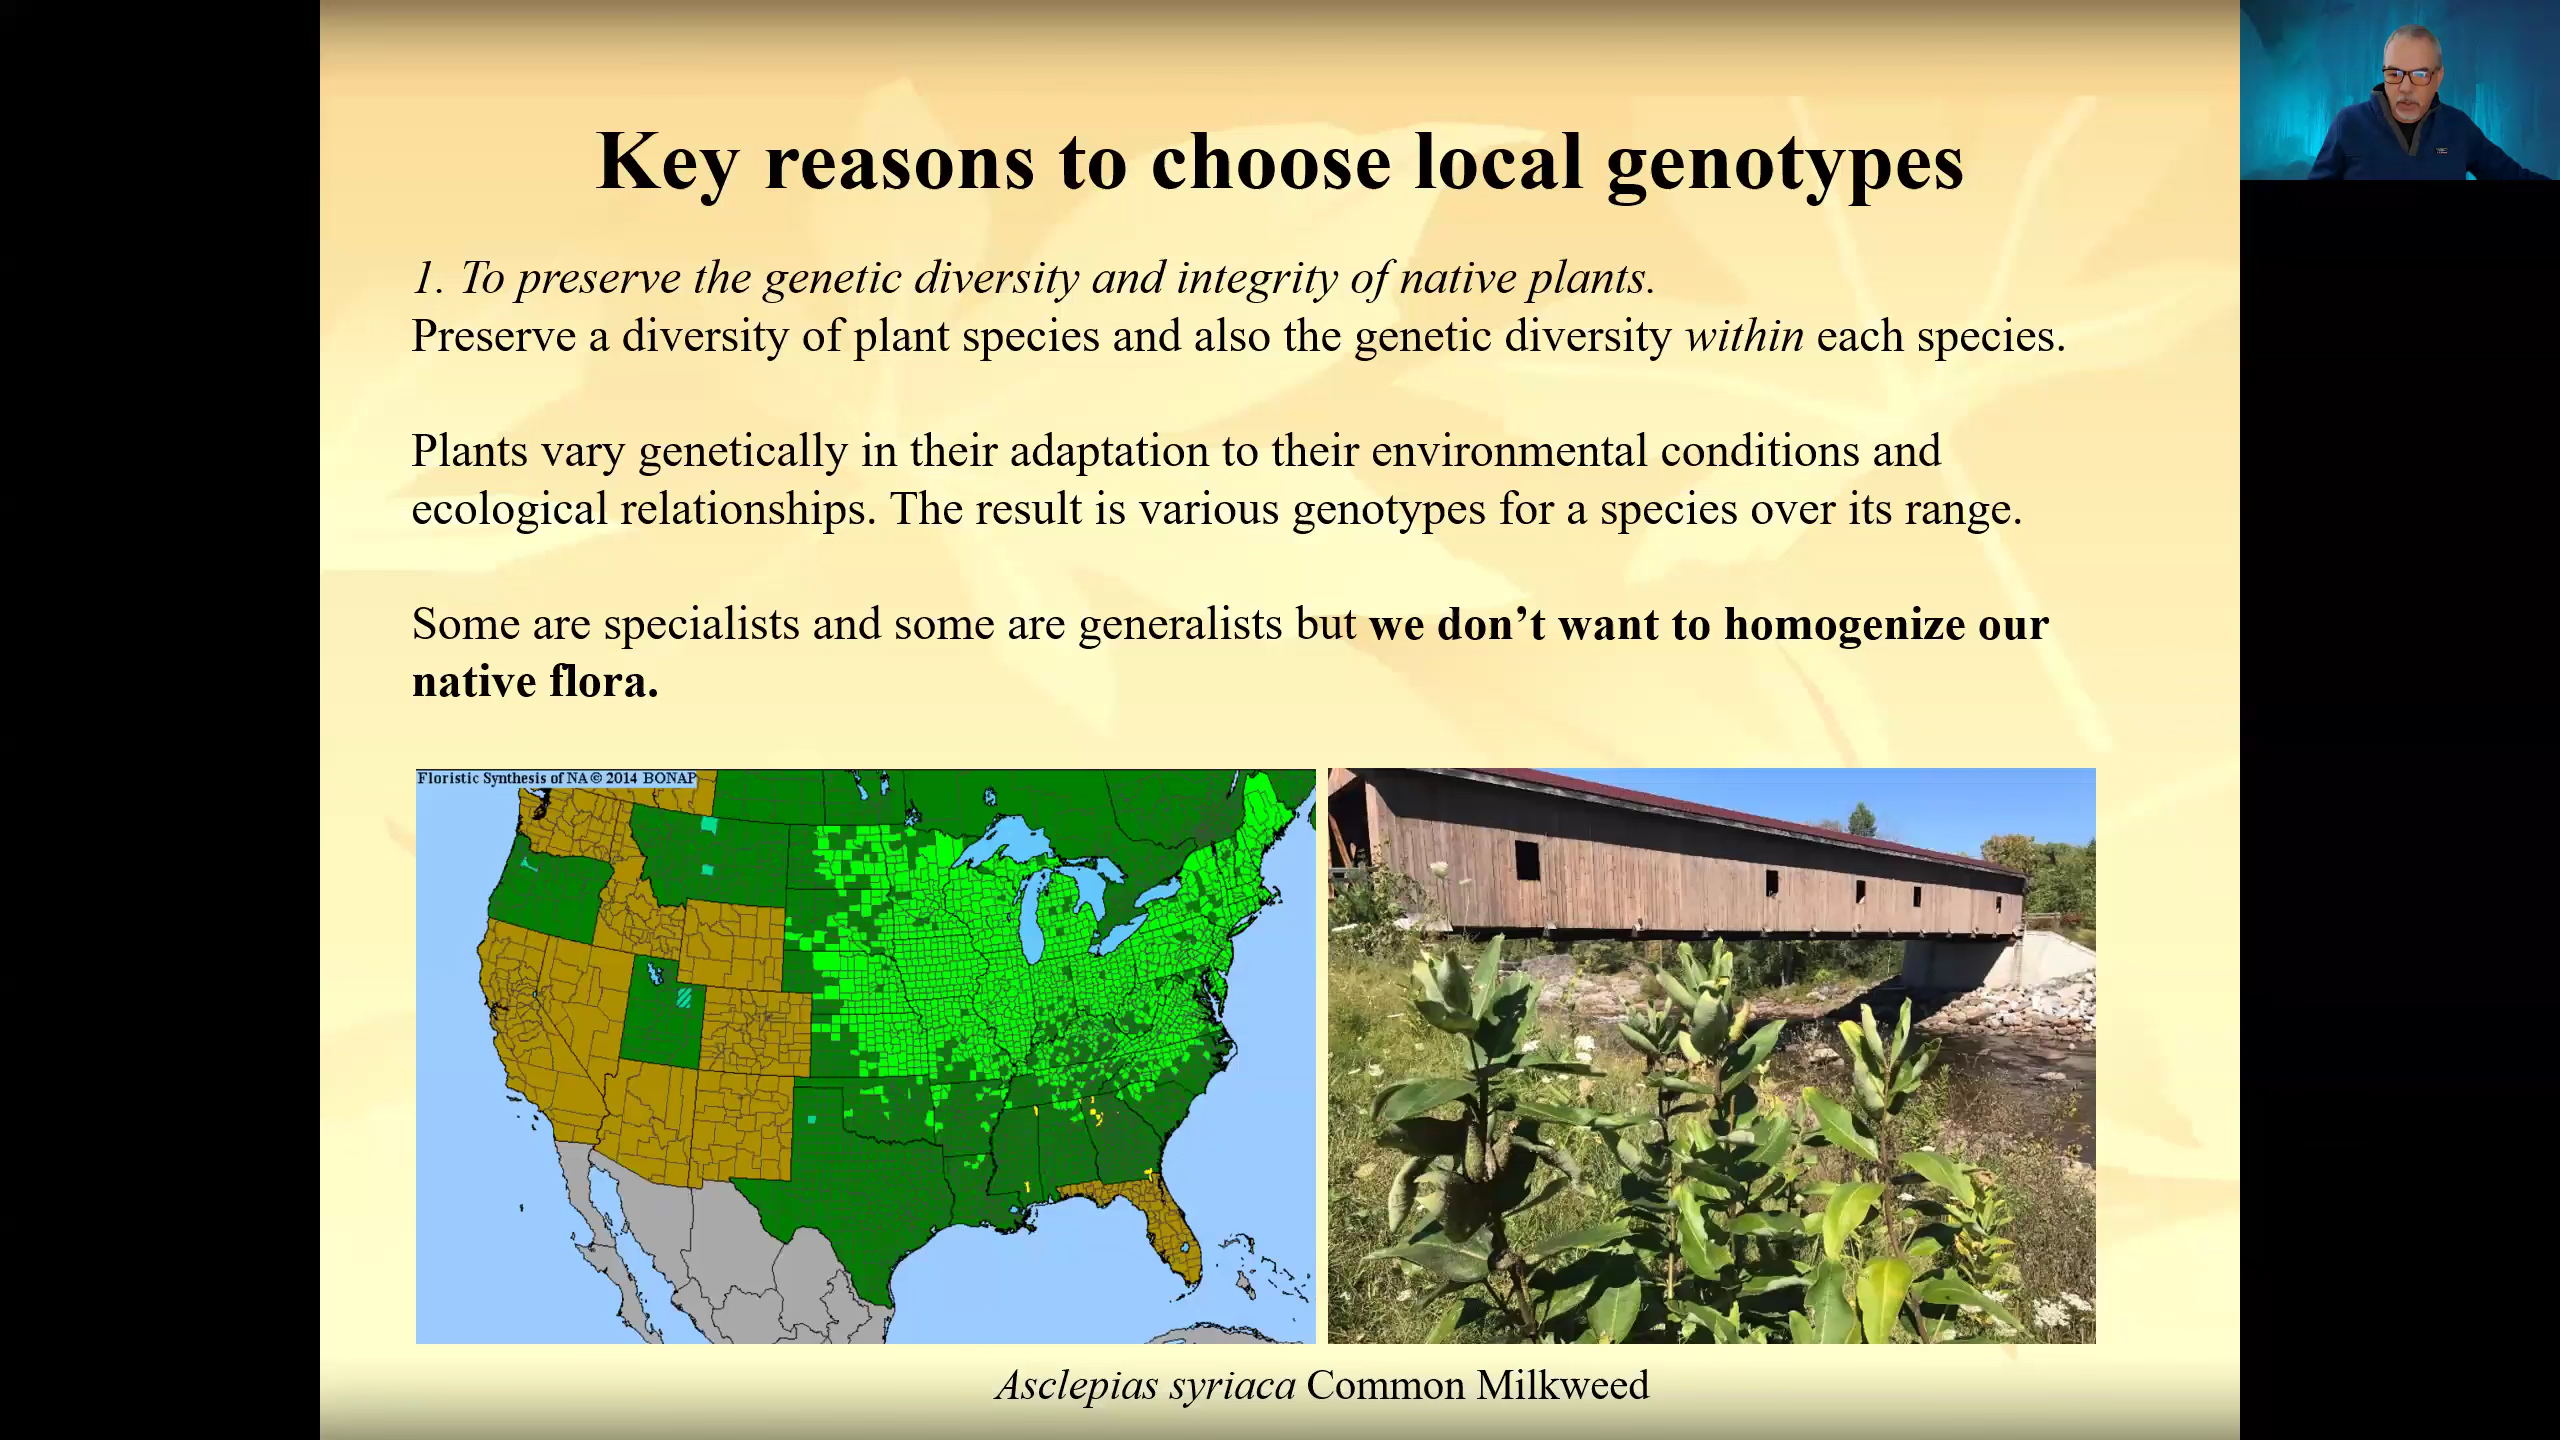 Key reasons to choose local genotypes
1. To preserve the genetic diversity and integrity of native plants.
Preserve a diversity of plant species and also the genetic diversity within each species.
Plants vary genetically in their adaptation to their environmental conditions and
ecological relationships. The result is various genotypes for a species over its range.
Some are specialists and some are generalists but we don’t want to homogenize our
native flora.
Floristic Synthesis of NA © 2014 BONAP
Asclepias syriaca Common Milkweed